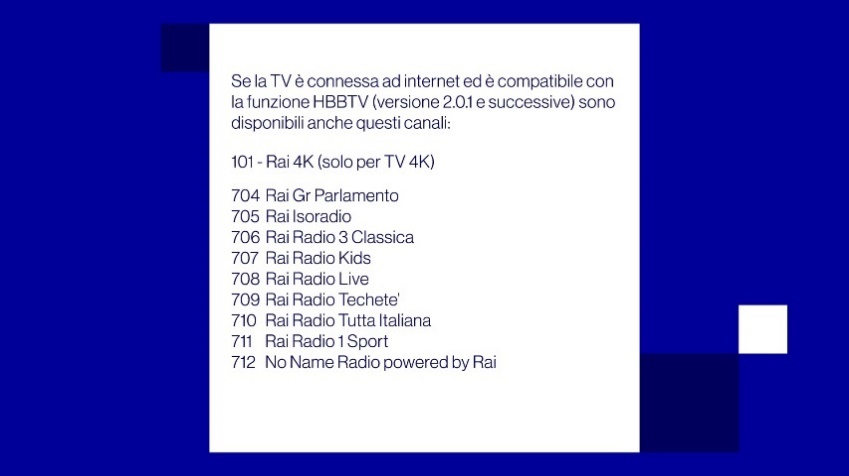 Se la TV è connessa ad internet ed è compatibile con
la funzione HBBTV (versione 2.0.1 e successive) sono
disponibili anche questi canali:
101 - Rai 4K (solo per TV 4K)
704 Rai Gr Parlamento
705 Rai Isoradio
706 Rai Radio 3 Classica
707 Rai Radio Kids
708 Rai Radio Live
709 Rai Radio Techete'
710 Rai Radio Tutta Italiana
711 Rai Radio 1 Sport
712 No Name Radio powered by Rai